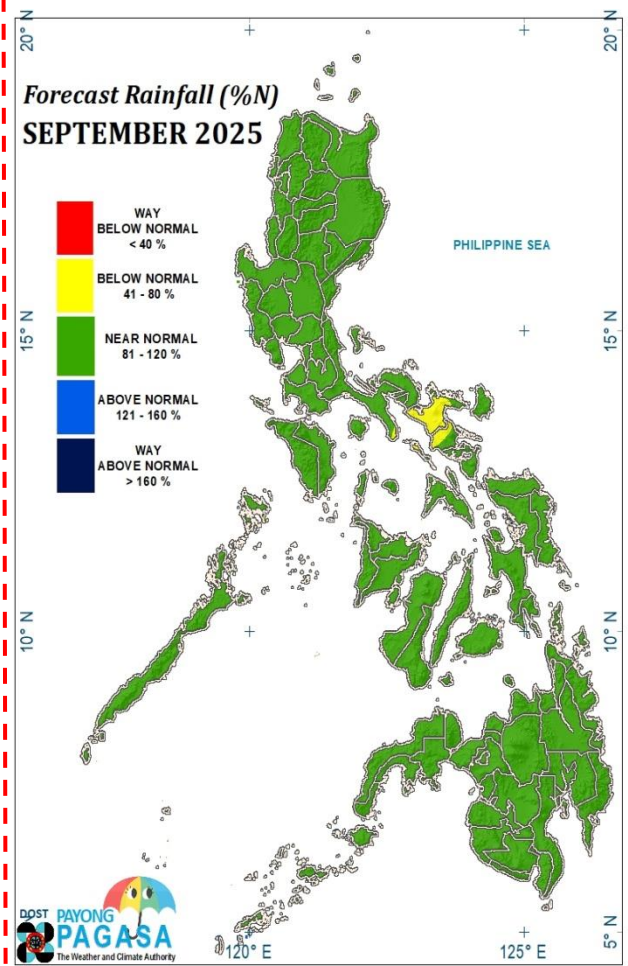 20° N
20° N
Forecast Rainfall (%N)
SEPTEMBER 2025
WAY
BELOW NORMAL
< 40 %
PHILIPPINE SEA
BELOW NORMAL
41 - 80 %
15° N
15° N
NEAR NORMAL
81 - 120 %
ABOVE NORMAL
121 - 160 %
WAY
ABOVE NORMAL
> 160 %
10° N
10° N
DOST
PAYONG
PAGASA
The Weather and Climate Authority
120° E
125° E
5° N